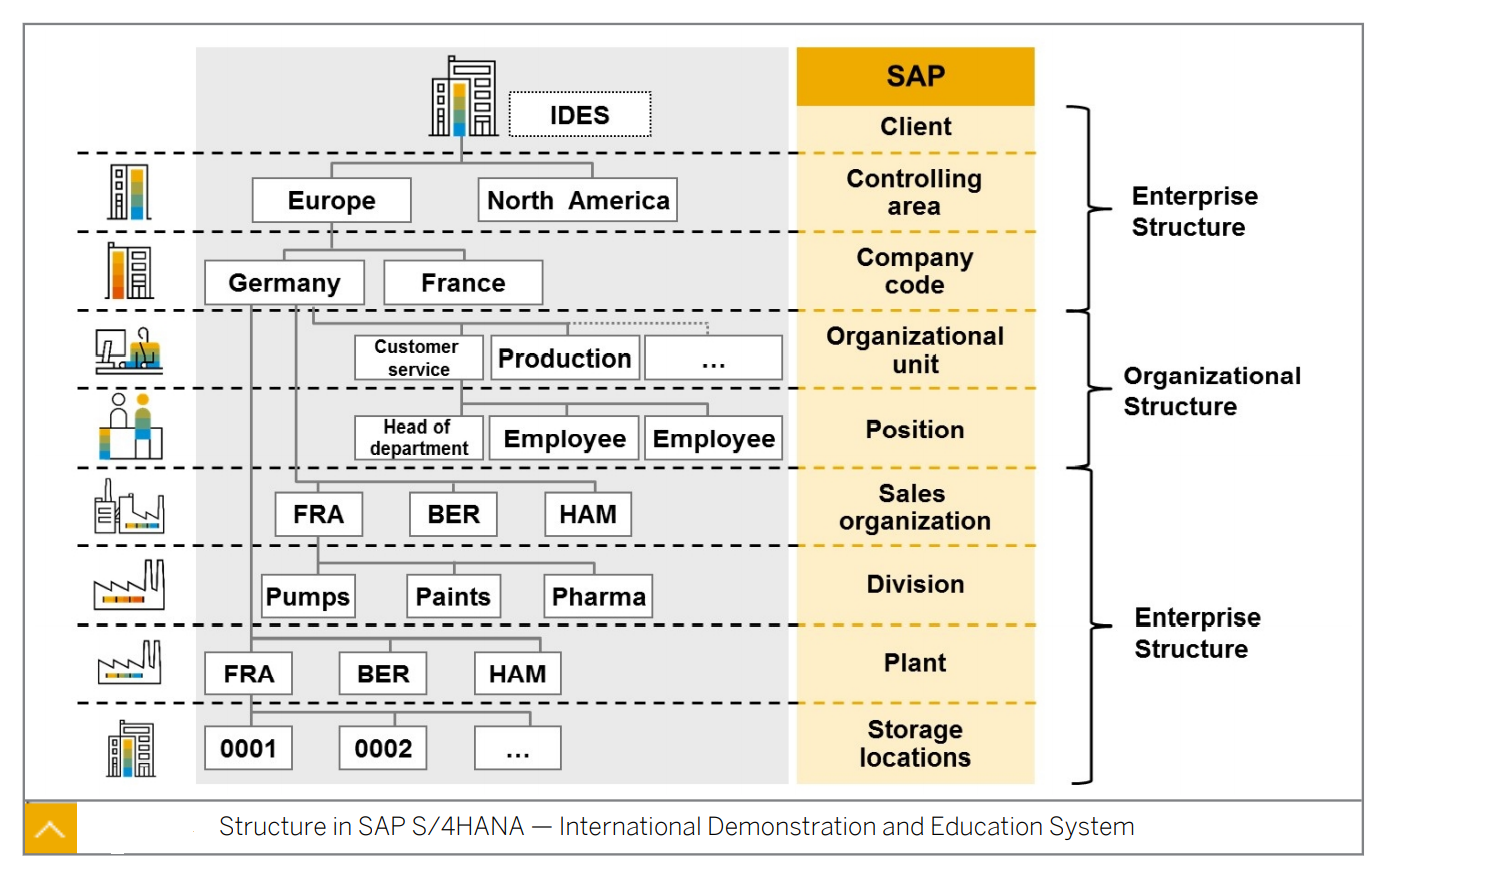 SAP
IDES
Client
Europe
North America
Controlling
area
Enterprise
Structure
Germany
France
Company
code
Customer
service
Production
...
Organizational
unit
Organizational
Structure
Head of
department
Employee
Employee
Position
FRA
BER
HAM
Sales
organization
Pumps
Paints
Pharma
Division
Enterprise
Structure
FRA
BER
HAM
Plant
0001
0002
...
Storage
locations
Structure in SAP S/4HANA — International Demonstration and Education System